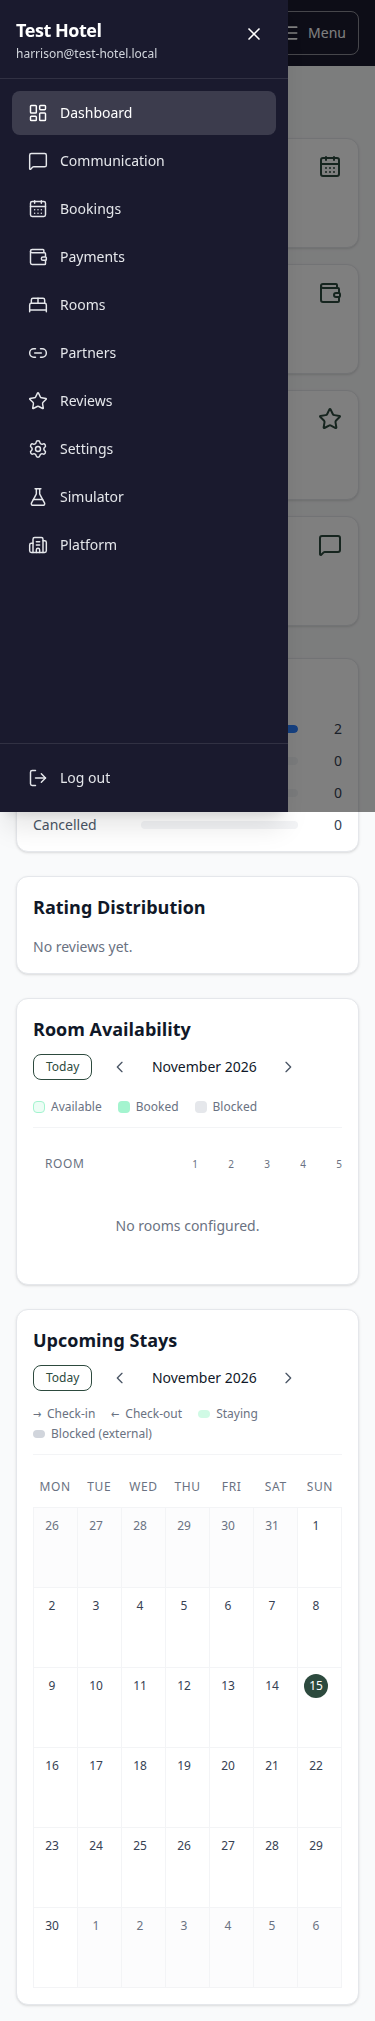 Test Hotel
harrison@test-hotel.local
Menu
Dashboard
Communication
Bookings
Payments
Rooms
Partners
Reviews
Settings
Simulator
Platform
2
0
0
Log out
Cancelled 0
Rating Distribution
No reviews yet.
Room Availability
Today November 2026
Available Booked Blocked
ROOM 1 2 3 4 5
No rooms configured.
Upcoming Stays
Today November 2026
→ Check-in ← Check-out Staying
Blocked (external)
MON TUE WED THU FRI SAT SUN
26 27 28 29 30 31 1
2 3 4 5 6 7 8
9 10 11 12 13 14 15
16 17 18 19 20 21 22
23 24 25 26 27 28 29
30 1 2 3 4 5 6